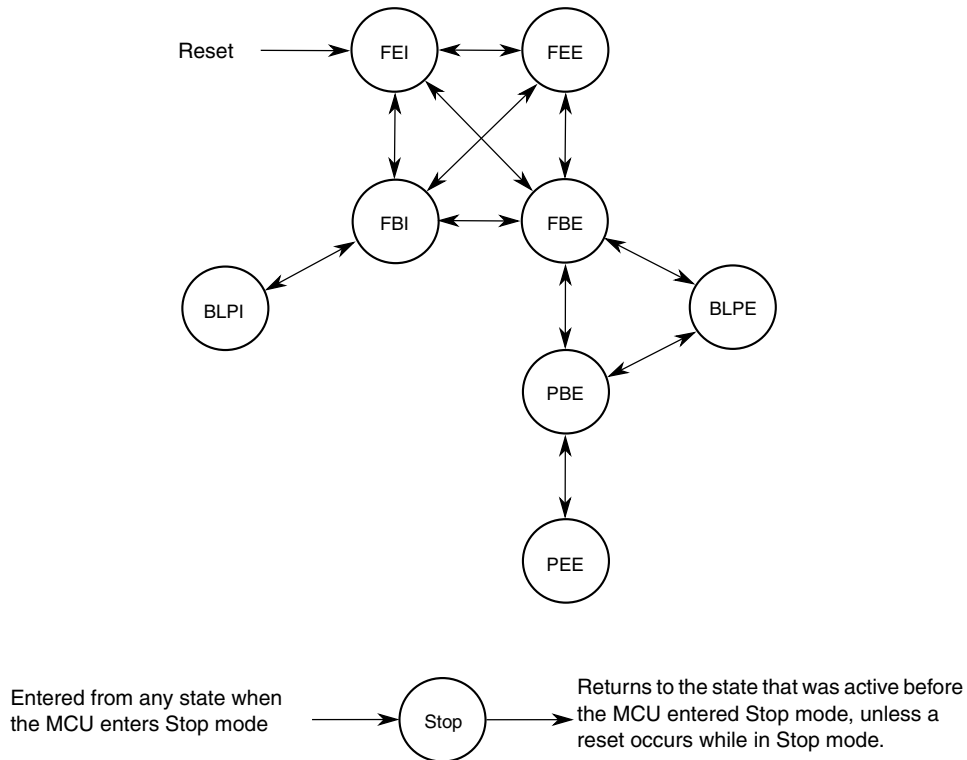 Reset
FEI
FEE
FBI
FBE
BLPI
BLPE
PBE
PEE
Entered from any state when
the MCU enters Stop mode
Stop
Returns to the state that was active before
the MCU entered Stop mode, unless a
reset occurs while in Stop mode.